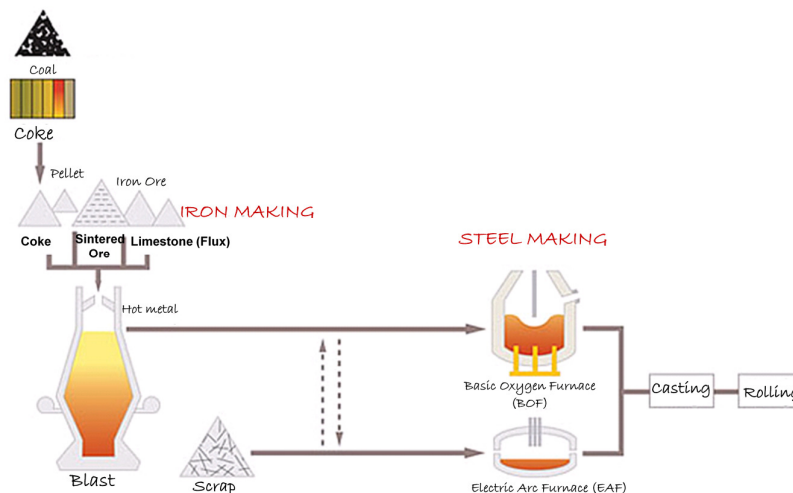 Coal
Coke
Pellet
Iron Ore
IRON MAKING
Coke
Sintered
Ore
Limestone (Flux)
STEEL MAKING
Hot metal
Basic Oxygen Furnace
(BOF)
Casting
Rolling
Blast
Scrap
Electric Arc Furnace (EAF)